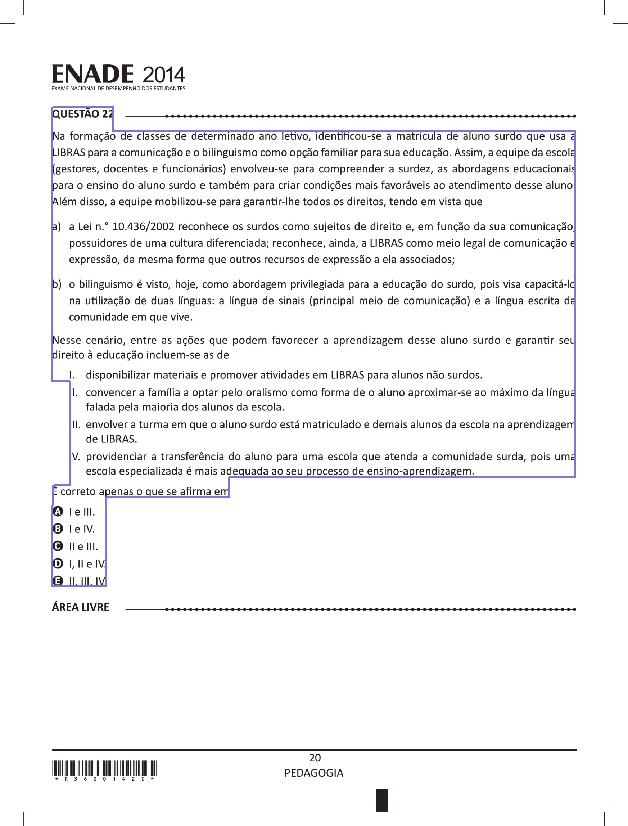 ENADE 2014
EXAME NACIONAL DE DESEMPENHO DOS ESTUDANTES
QUESTÃO 22
Na formação de classes de determinado ano letivo, identificou-se a matrícula de aluno surdo que usa a
LIBRAS para a comunicação e o bilinguismo como opção familiar para sua educação. Assim, a equipe da escola
(gestores, docentes e funcionários) envolveu-se para compreender a surdez, as abordagens educacionais
para o ensino do aluno surdo e também para criar condições mais favoráveis ao atendimento desse aluno.
Além disso, a equipe mobilizou-se para garantir-lhe todos os direitos, tendo em vista que
a) a Lei n.° 10.436/2002 reconhece os surdos como sujeitos de direito e, em função da sua comunicação,
possuidores de uma cultura diferenciada; reconhece, ainda, a LIBRAS como meio legal de comunicação e
expressão, da mesma forma que outros recursos de expressão a ela associados;
b) o bilinguismo é visto, hoje, como abordagem privilegiada para a educação do surdo, pois visa capacitá-lo
na utilização de duas línguas: a língua de sinais (principal meio de comunicação) e a língua escrita da
comunidade em que vive.
Nesse cenário, entre as ações que podem favorecer a aprendizagem desse aluno surdo e garantir seu
direito à educação incluem-se as de
I. disponibilizar materiais e promover atividades em LIBRAS para alunos não surdos.
II. convencer a família a optar pelo oralismo como forma de o aluno aproximar-se ao máximo da língua
falada pela maioria dos alunos da escola.
III. envolver a turma em que o aluno surdo está matriculado e demais alunos da escola na aprendizagem
de LIBRAS.
IV. providenciar a transferência do aluno para uma escola que atenda a comunidade surda, pois uma
escola especializada é mais adequada ao seu processo de ensino-aprendizagem.
É correto apenas o que se afirma em
A I e III.
B I e IV.
C II e III.
D I, II e IV.
E II, III, IV
ÁREA LIVRE
20
PEDAGOGIA
*R36201420*